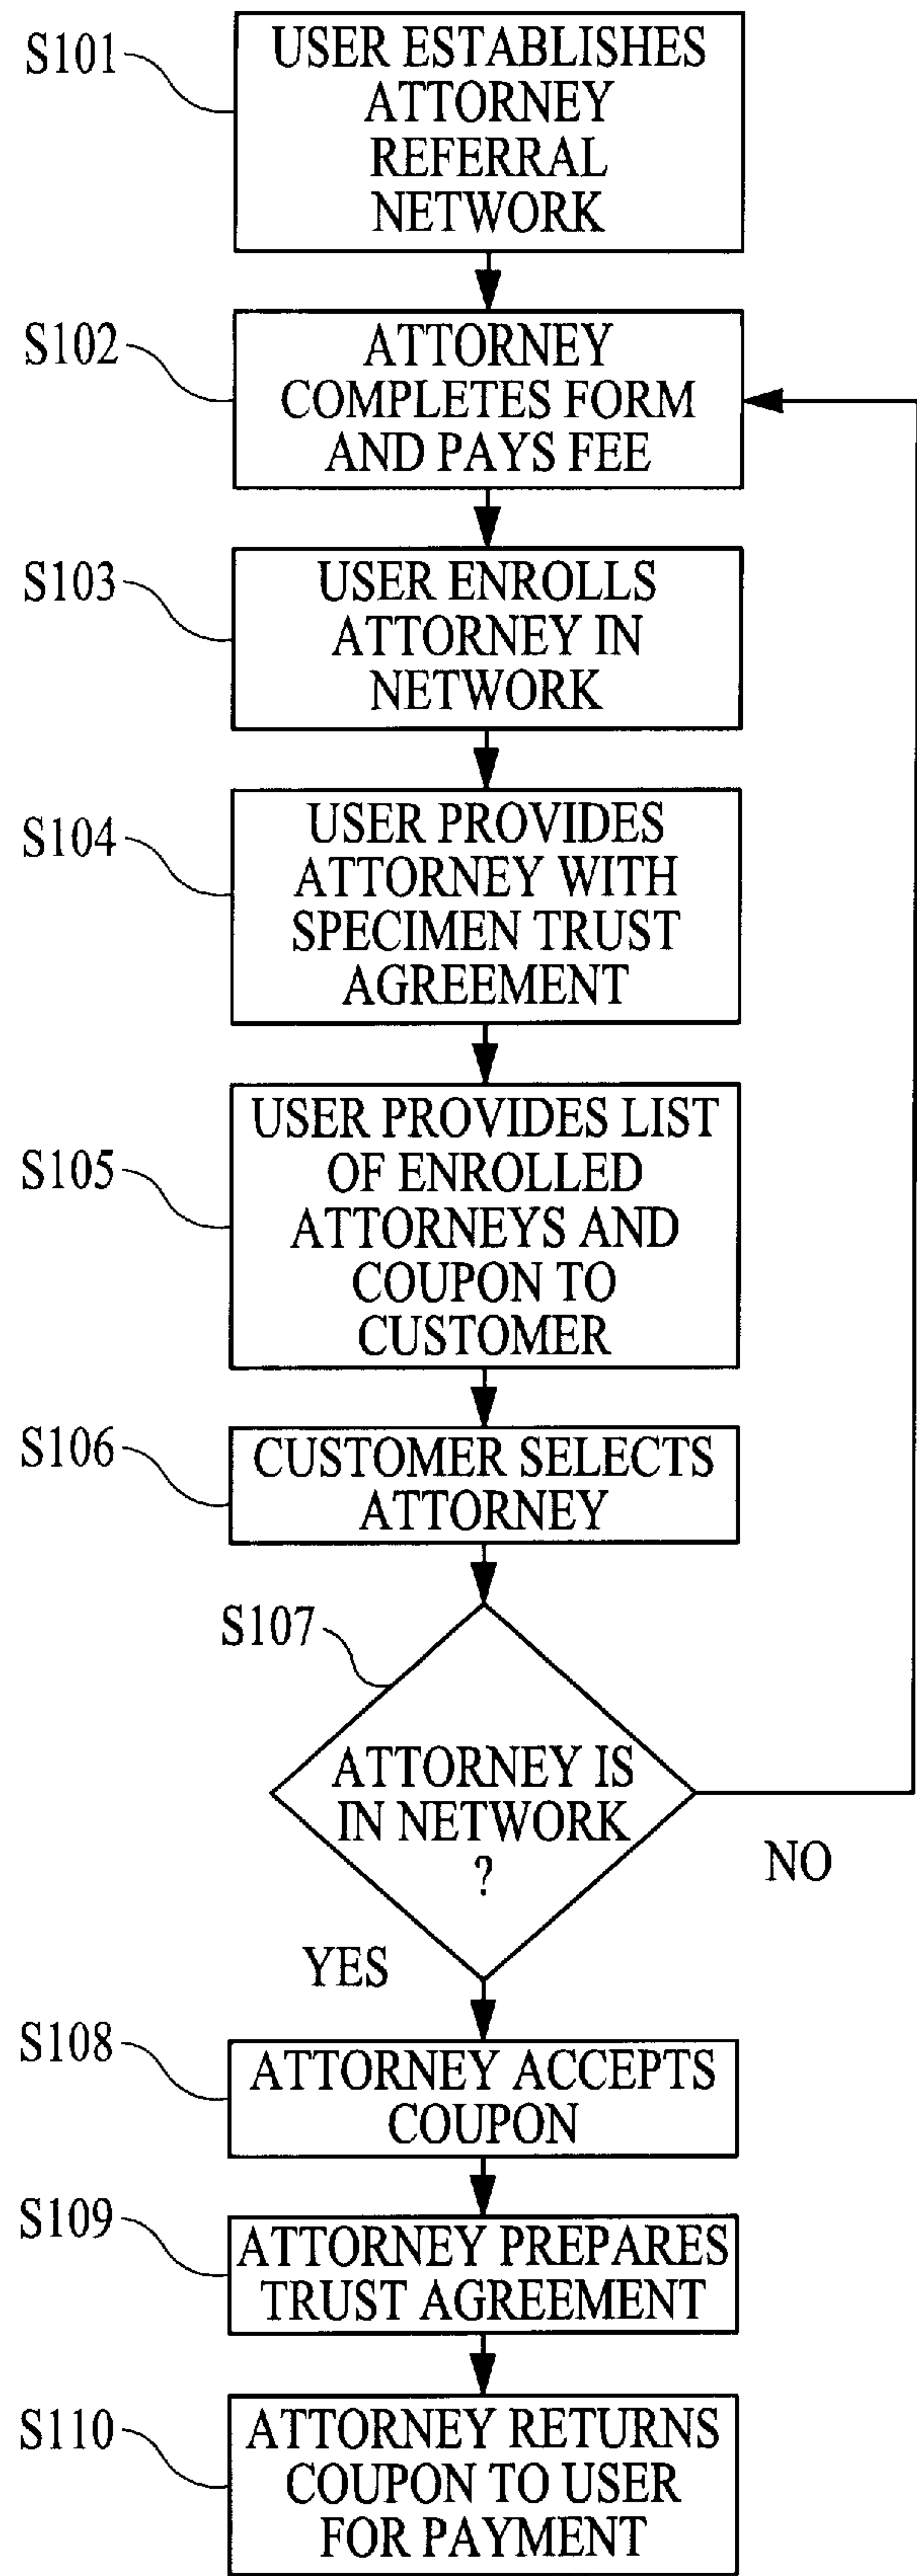 S101
USER ESTABLISHES
ATTORNEY
REFERRAL
NETWORK
S102
ATTORNEY
COMPLETES FORM
AND PAYS FEE
S103
USER ENROLLS
ATTORNEY IN
NETWORK
S104
USER PROVIDES
ATTORNEY WITH
SPECIMEN TRUST
AGREEMENT
S105
USER PROVIDES LIST
OF ENROLLED
ATTORNEYS AND
COUPON TO
CUSTOMER
S106
CUSTOMER SELECTS
ATTORNEY
S107
ATTORNEY IS
IN NETWORK
?
NO
YES
S108
ATTORNEY ACCEPTS
COUPON
S109
ATTORNEY PREPARES
TRUST AGREEMENT
S110
ATTORNEY RETURNS
COUPON TO USER
FOR PAYMENT